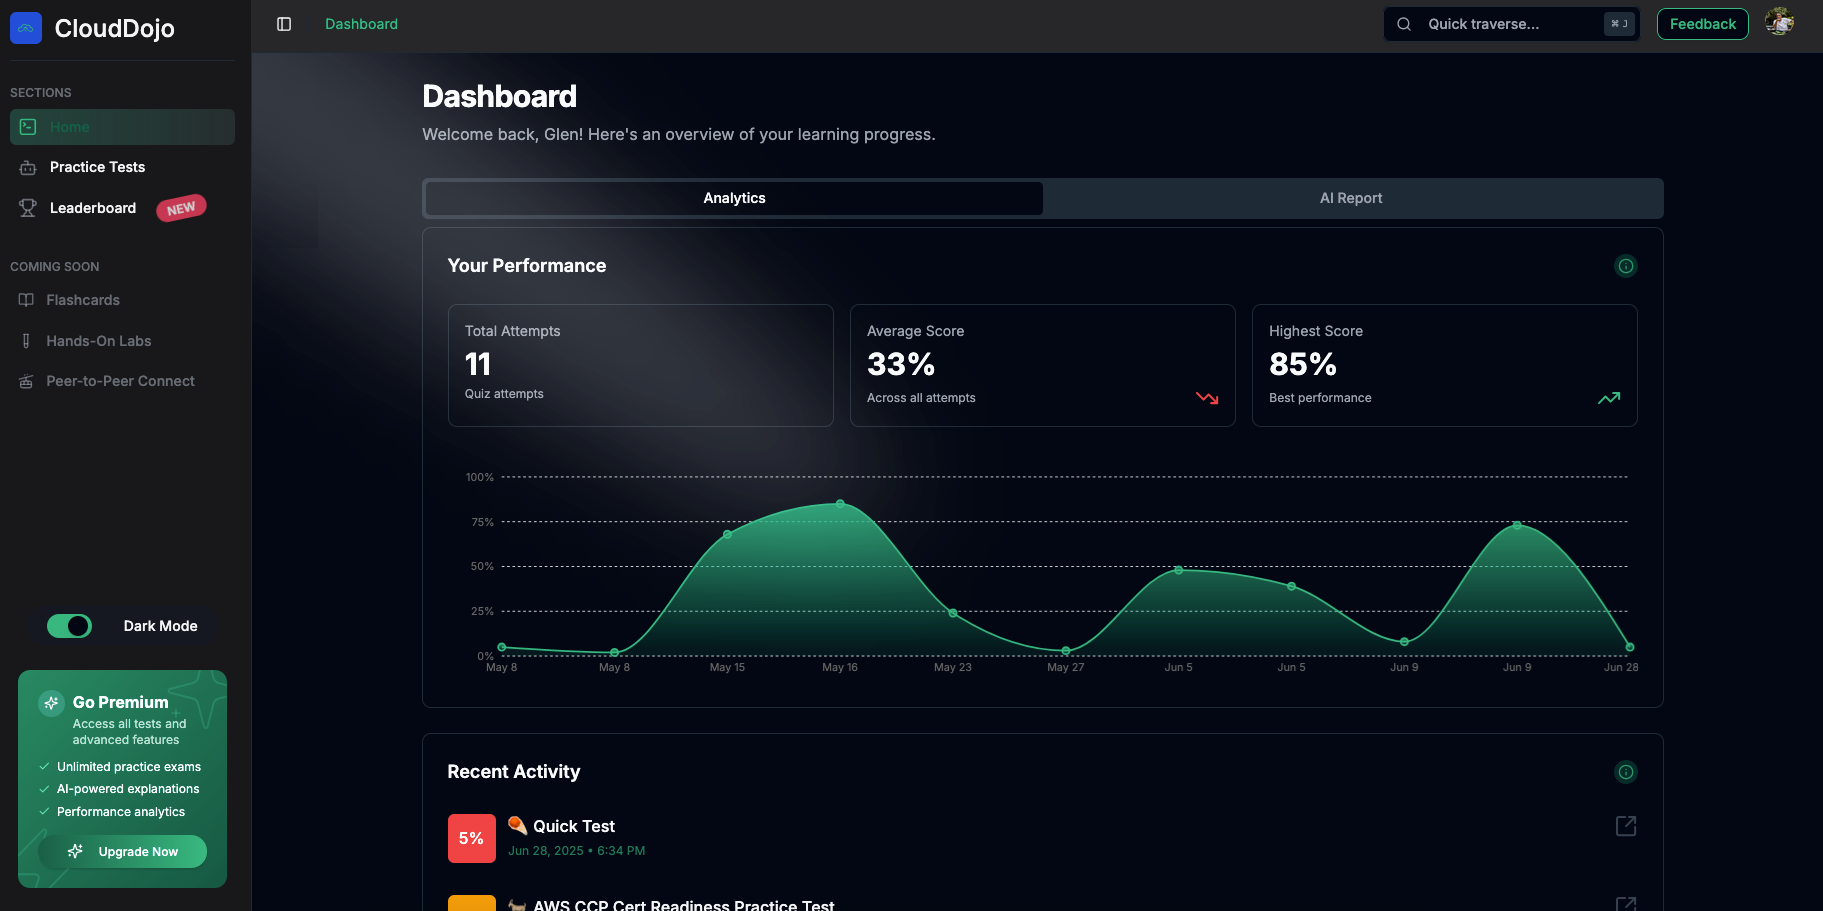 CloudDojo
Dashboard
Quick traverse...
⌘ J
Feedback
SECTIONS
Home
Practice Tests
Leaderboard
NEW
COMING SOON
Flashcards
Hands-On Labs
Peer-to-Peer Connect
Dark Mode
Go Premium
Access all tests and
advanced features
Unlimited practice exams
AI-powered explanations
Performance analytics
Upgrade Now
Dashboard
Welcome back, Glen! Here's an overview of your learning progress.
Analytics
AI Report
Your Performance
Total Attempts
11
Quiz attempts
Average Score
33%
Across all attempts
Highest Score
85%
Best performance
100%
75%
50%
25%
0%
May 8
May 8
May 15
May 16
May 23
May 27
Jun 5
Jun 5
Jun 9
Jun 9
Jun 28
Recent Activity
5%
Quick Test
Jun 28, 2025 • 6:34 PM
AWS CCP Cert Readiness Practice Test